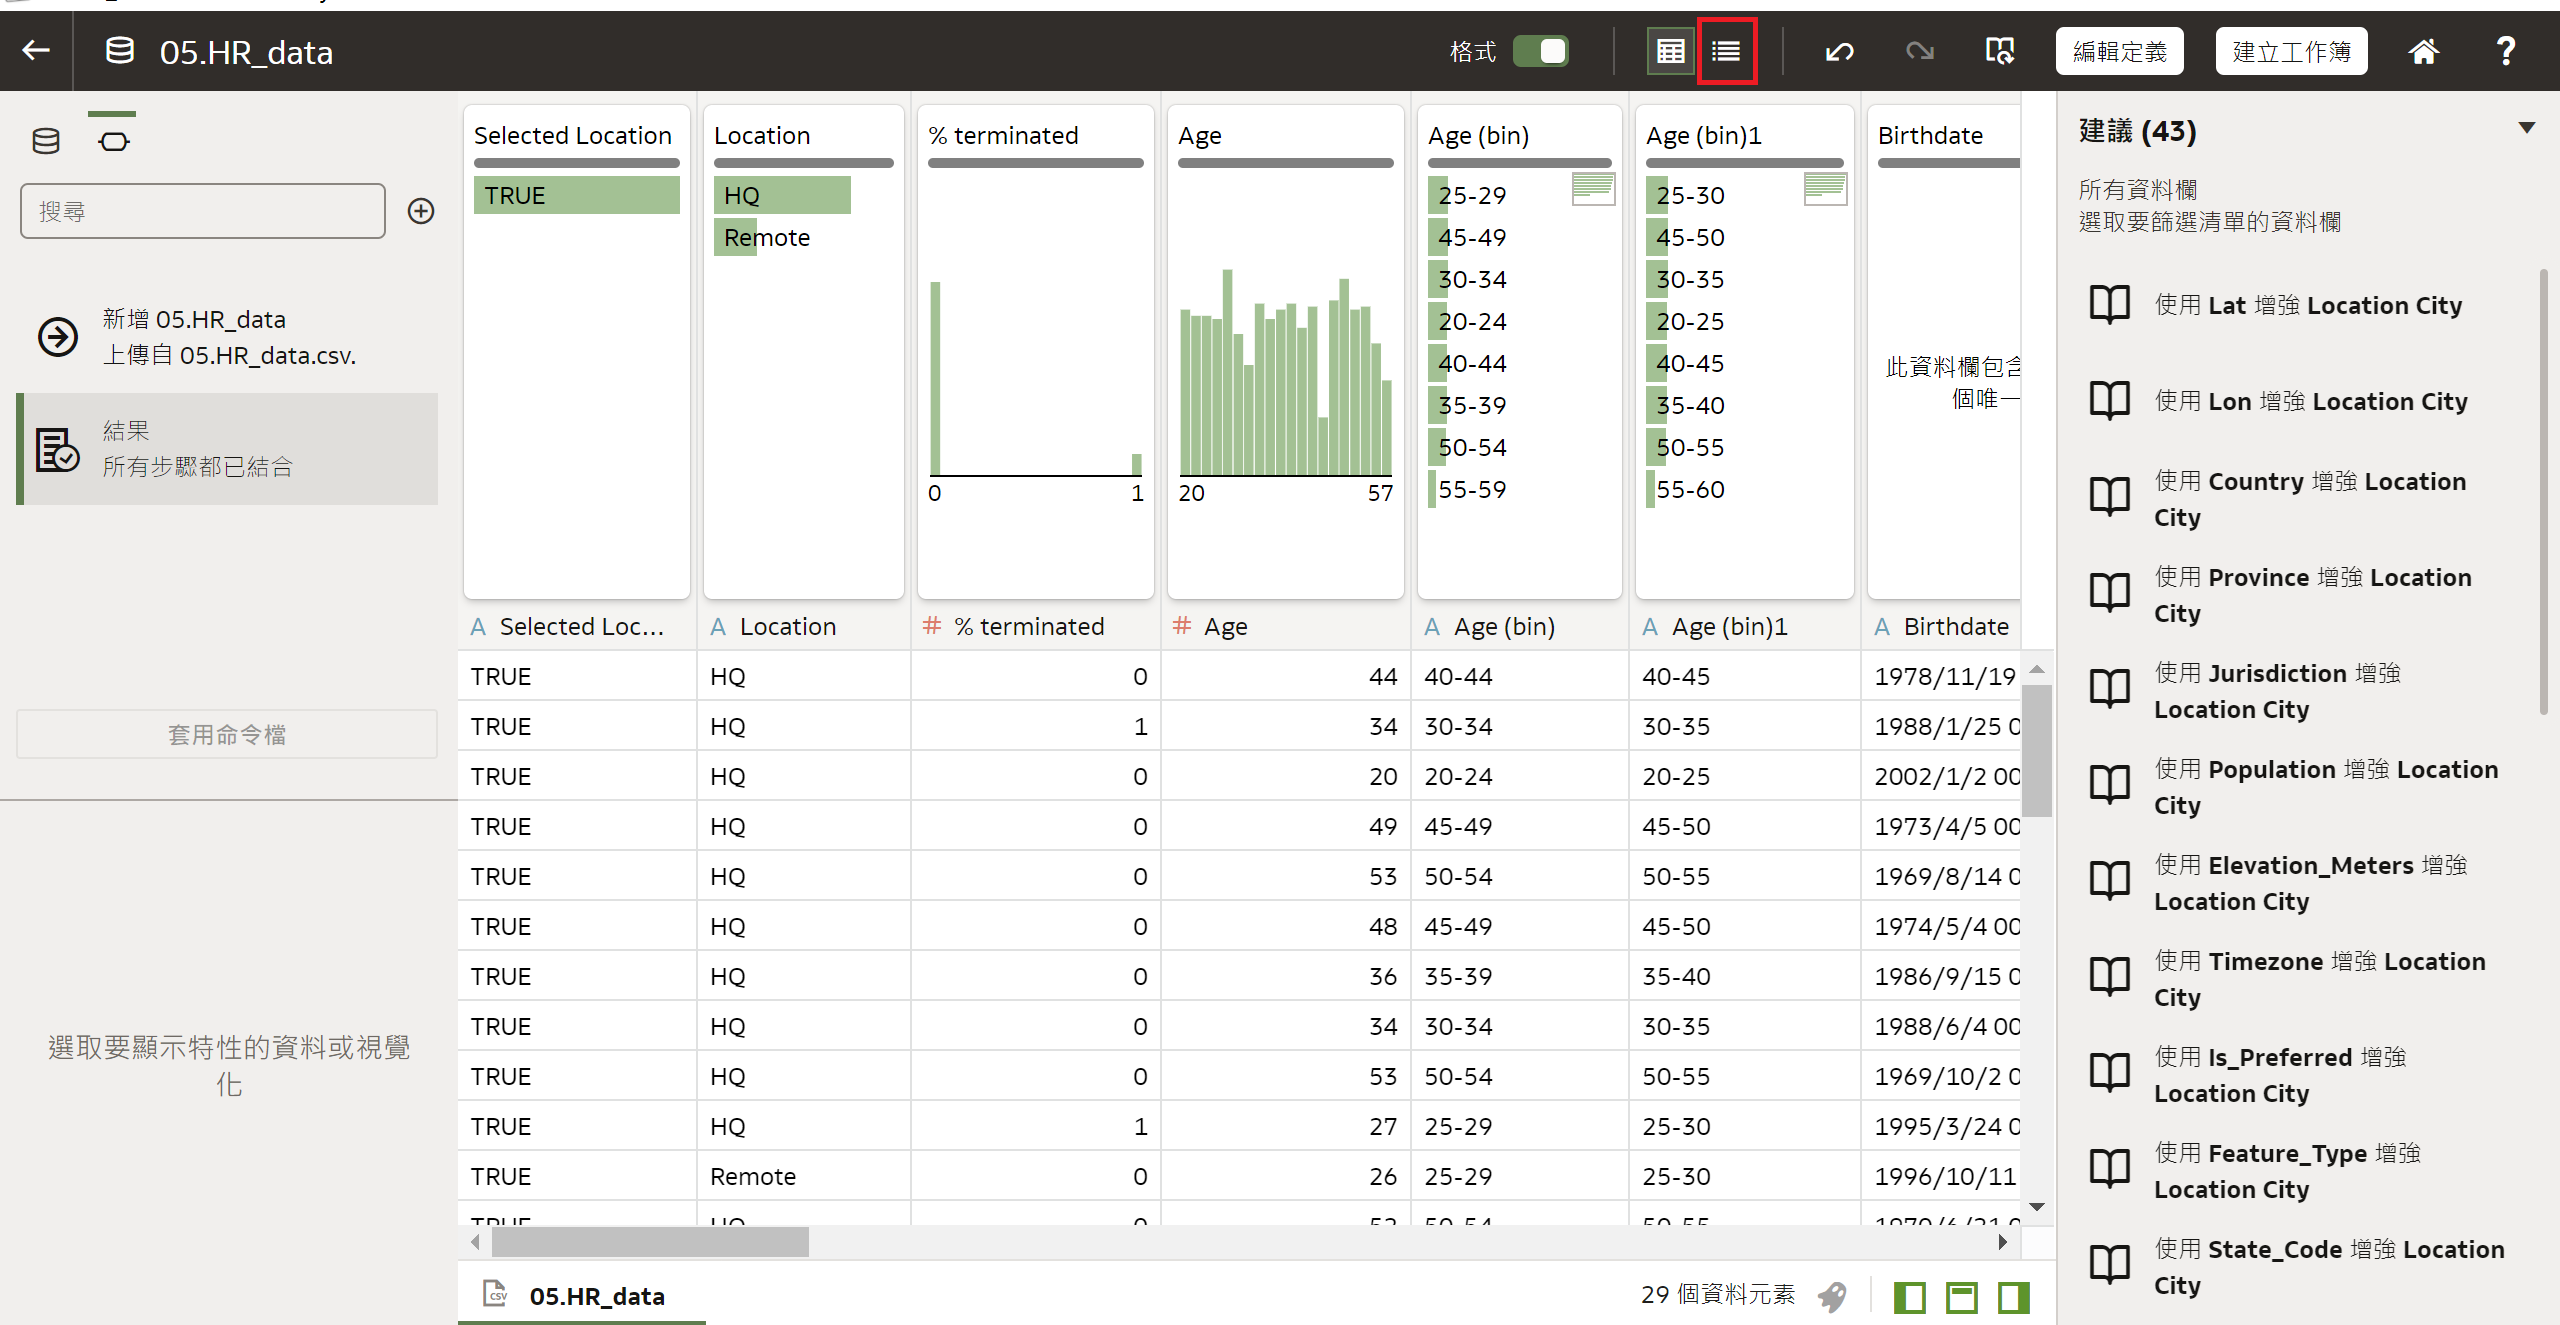 05.HR_data
格式
編輯定義
建立工作簿
?
搜尋
新增 05.HR_data
上傳自 05.HR_data.csv.
結果
所有步驟都已結合
套用命令檔
選取要顯示特性的資料或視覺
化
Selected Location
TRUE
Location
HQ
Remote
% terminated
0 1
Age
20 57
Age (bin)
25-29
45-49
30-34
20-24
40-44
35-39
50-54
55-59
Age (bin)1
25-30
45-50
30-35
20-25
40-45
35-40
50-55
55-60
Birthdate
此資料欄包含
個唯一
A Selected Loc... A Location # % terminated # Age A Age (bin) A Age (bin)1 A Birthdate
TRUE HQ 0 44 40-44 40-45 1978/11/19
TRUE HQ 1 34 30-34 30-35 1988/1/25 0
TRUE HQ 0 20 20-24 20-25 2002/1/2 00
TRUE HQ 0 49 45-49 45-50 1973/4/5 00
TRUE HQ 0 53 50-54 50-55 1969/8/14 0
TRUE HQ 0 48 45-49 45-50 1974/5/4 00
TRUE HQ 0 36 35-39 35-40 1986/9/15 0
TRUE HQ 0 34 30-34 30-35 1988/6/4 00
TRUE HQ 0 53 50-54 50-55 1969/10/2 0
TRUE HQ 1 27 25-29 25-30 1995/3/24 0
TRUE Remote 0 26 25-29 25-30 1996/10/11
TRUE HQ 0 50-54 50-55
CSV 05.HR_data
29 個資料元素
建議 (43)
所有資料欄
選取要篩選清單的資料欄
使用 Lat 增強 Location City
使用 Lon 增強 Location City
使用 Country 增強 Location
City
使用 Province 增強 Location
City
使用 Jurisdiction 增強
Location City
使用 Population 增強 Location
City
使用 Elevation_Meters 增強
Location City
使用 Timezone 增強 Location
City
使用 Is_Preferred 增強
Location City
使用 Feature_Type 增強
Location City
使用 State_Code 增強 Location
City